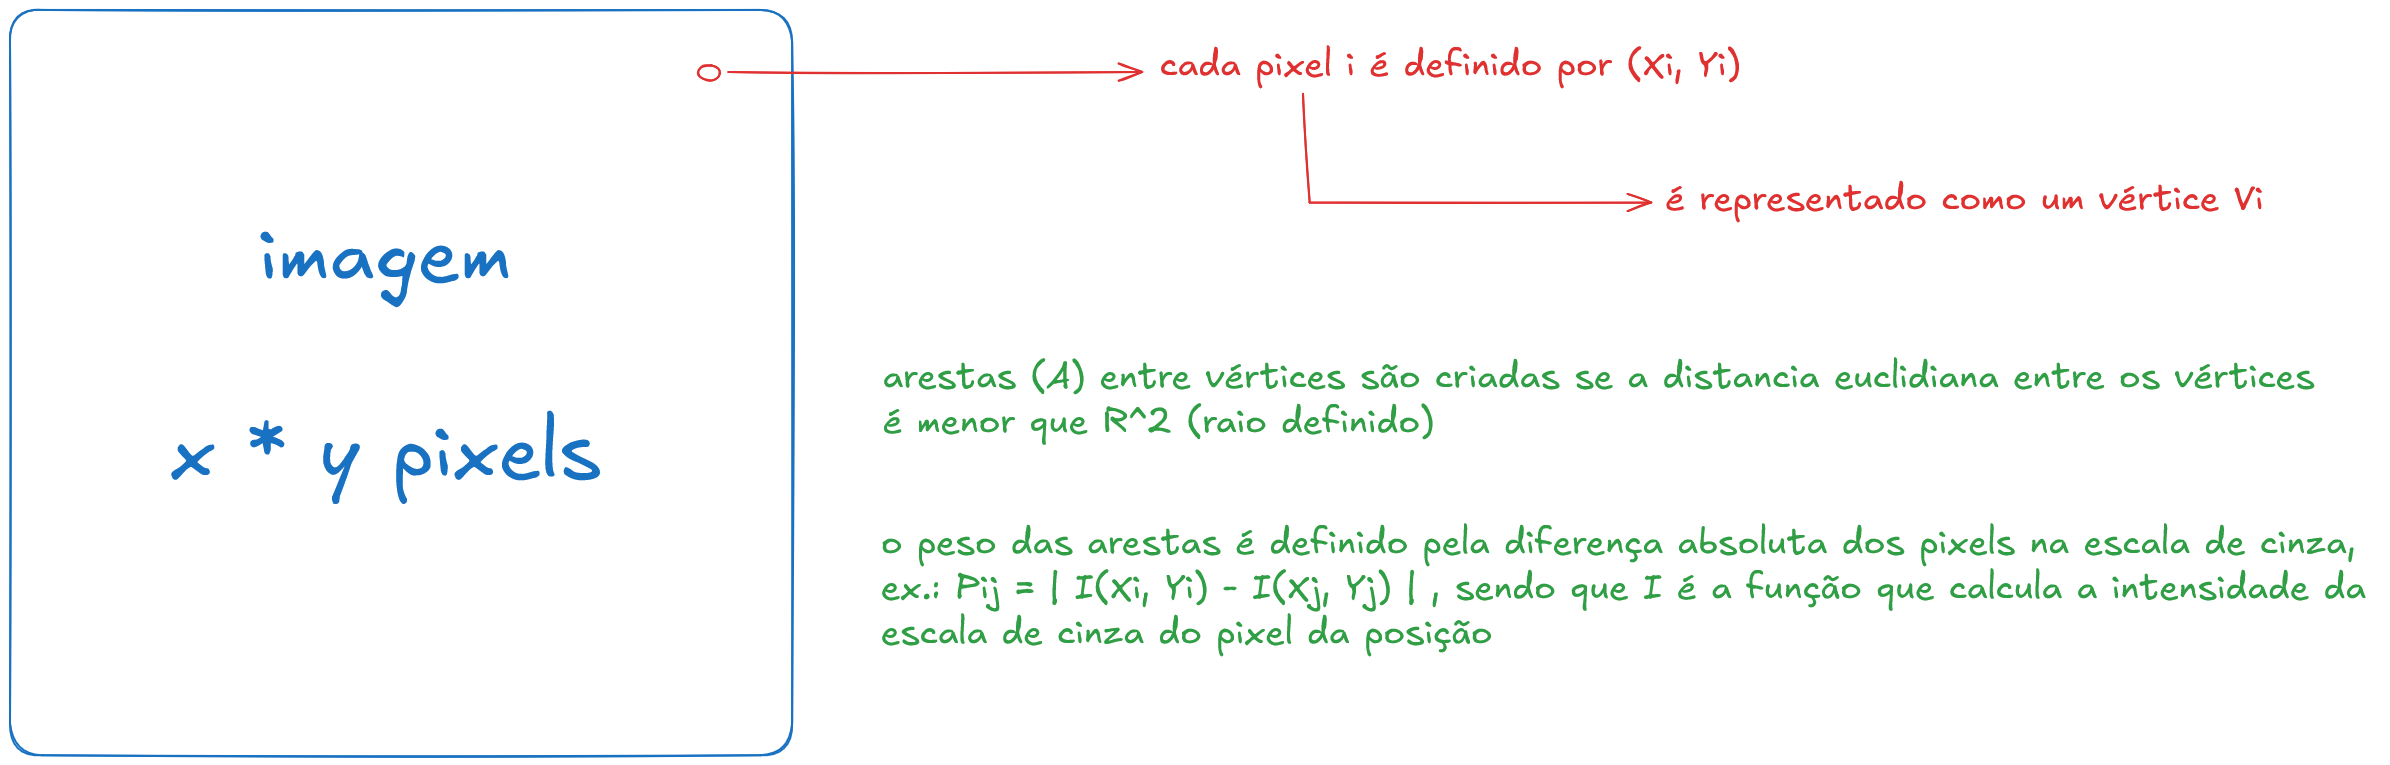 cada pixel i é definido por (Xi, Yi)
é representado como um vértice Vi
imagem
x * y pixels
arestas (A) entre vértices são criadas se a distancia euclidiana entre os vértices
é menor que R^2 (raio definido)
o peso das arestas é definido pela diferença absoluta dos pixels na escala de cinza,
ex.: Pij = | I(Xi, Yi) - I(Xj, Yj) | , sendo que I é a função que calcula a intensidade da
escala de cinza do pixel da posição